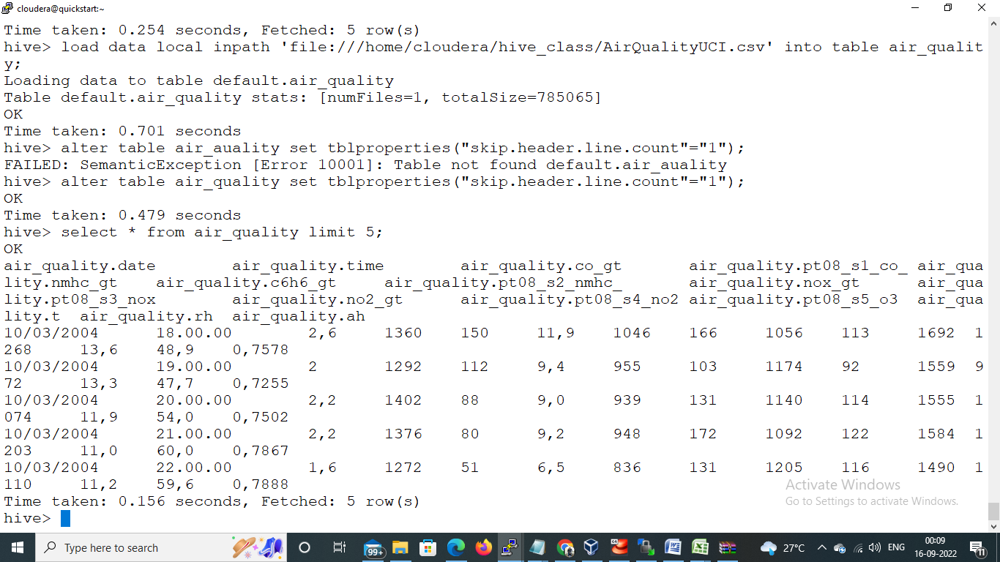 cloudera@quickstart:~
Time taken: 0.254 seconds, Fetched: 5 row(s)
hive> load data local inpath 'file:///home/cloudera/hive_class/AirQualityUCI.csv' into table air_qualit
y;
Loading data to table default.air_quality
Table default.air_quality stats: [numFiles=1, totalSize=785065]
OK
Time taken: 0.701 seconds
hive> alter table air_auality set tblproperties("skip.header.line.count"="1");
FAILED: SemanticException [Error 10001]: Table not found default.air_auality
hive> alter table air_quality set tblproperties("skip.header.line.count"="1");
OK
Time taken: 0.479 seconds
hive> select * from air_quality limit 5;
OK
air_quality.date air_quality.time air_quality.co_gt air_quality.pt08_s1_co_ air_qua
lity.nmhc_gt air_quality.c6h6_gt air_quality.pt08_s2_nmhc_ air_quality.nox_gt air_qua
lity.pt08_s3_nox air_quality.no2_gt air_quality.pt08_s4_no2 air_quality.pt08_s5_o3 air_qua
lity.t air_quality.rh air_quality.ah
10/03/2004 18.00.00 2,6 1360 150 11,9 1046 166 1056 113 1692 1
268 13,6 48,9 0,7578
10/03/2004 19.00.00 2 1292 112 9,4 955 103 1174 92 1559 9
72 13,3 47,7 0,7255
10/03/2004 20.00.00 2,2 1402 88 9,0 939 131 1140 114 1555 1
074 11,9 54,0 0,7502
10/03/2004 21.00.00 2,2 1376 80 9,2 948 172 1092 122 1584 1
203 11,0 60,0 0,7867
10/03/2004 22.00.00 1,6 1272 51 6,5 836 131 1205 116 1490 1
110 11,2 59,6 0,7888
Time taken: 0.156 seconds, Fetched: 5 row(s)
hive>
Activate Windows
Go to Settings to activate Windows.
Type here to search
99+
27°C
ENG
00:09
16-09-2022
11